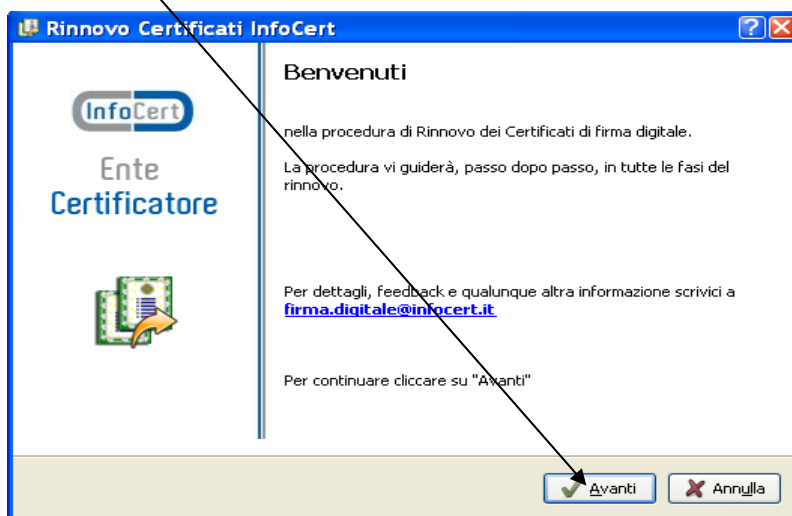 Rinnovo Certificati InfoCert
InfoCert
Ente
Certificatore
Benvenuti
nella procedura di Rinnovo dei Certificati di firma digitale.
La procedura vi guiderà, passo dopo passo, in tutte le fasi del
rinnovo.
Per dettagli, feedback e qualunque altra informazione scrivici a
firma.digitale@infocert.it
Per continuare cliccare su "Avanti"
Avanti
Annulla